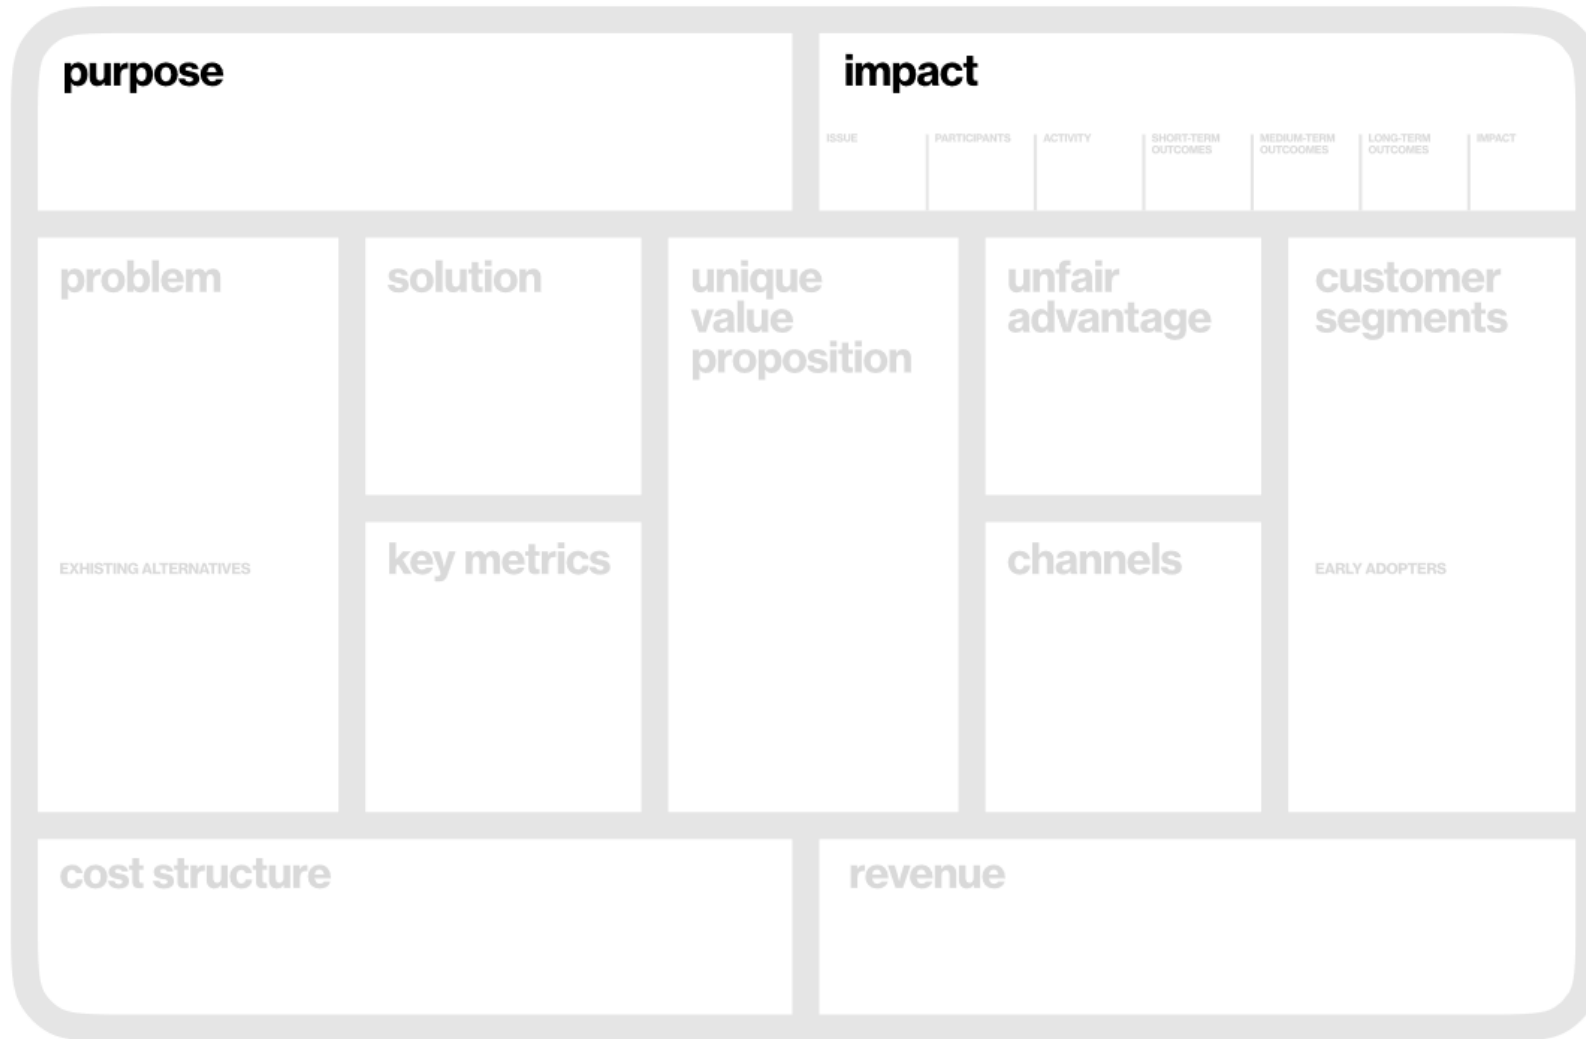 purpose
impact
ISSUE
PARTICIPANTS
ACTIVITY
SHORT-TERM
OUTCOMES
MEDIUM-TERM
OUTCOOMES
LONG-TERM
OUTCOMES
IMPACT
problem
EXHISTING ALTERNATIVES
solution
key metrics
unique
value
proposition
unfair
advantage
channels
customer
segments
EARLY ADOPTERS
cost structure
revenue